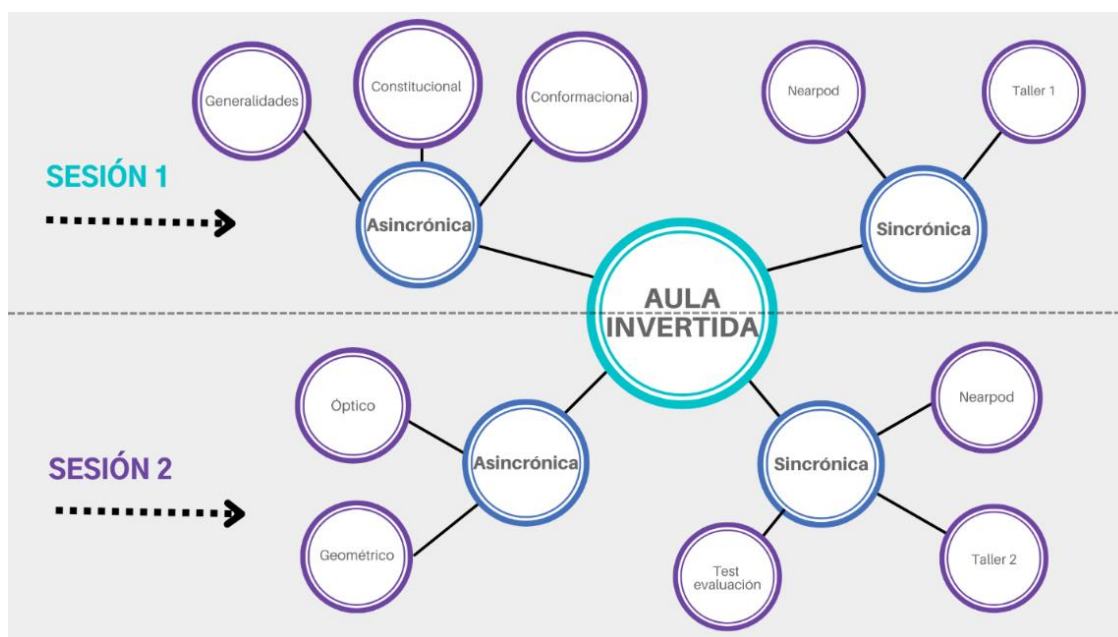 Generalidades
Constitucional
Conformacional
Nearpod
Taller 1
SESIÓN 1
Asincrónica
Sincrónica
AULA
INVERTIDA
Óptico
Nearpod
SESIÓN 2
Asincrónica
Sincrónica
Geométrico
Test
evaluación
Taller 2